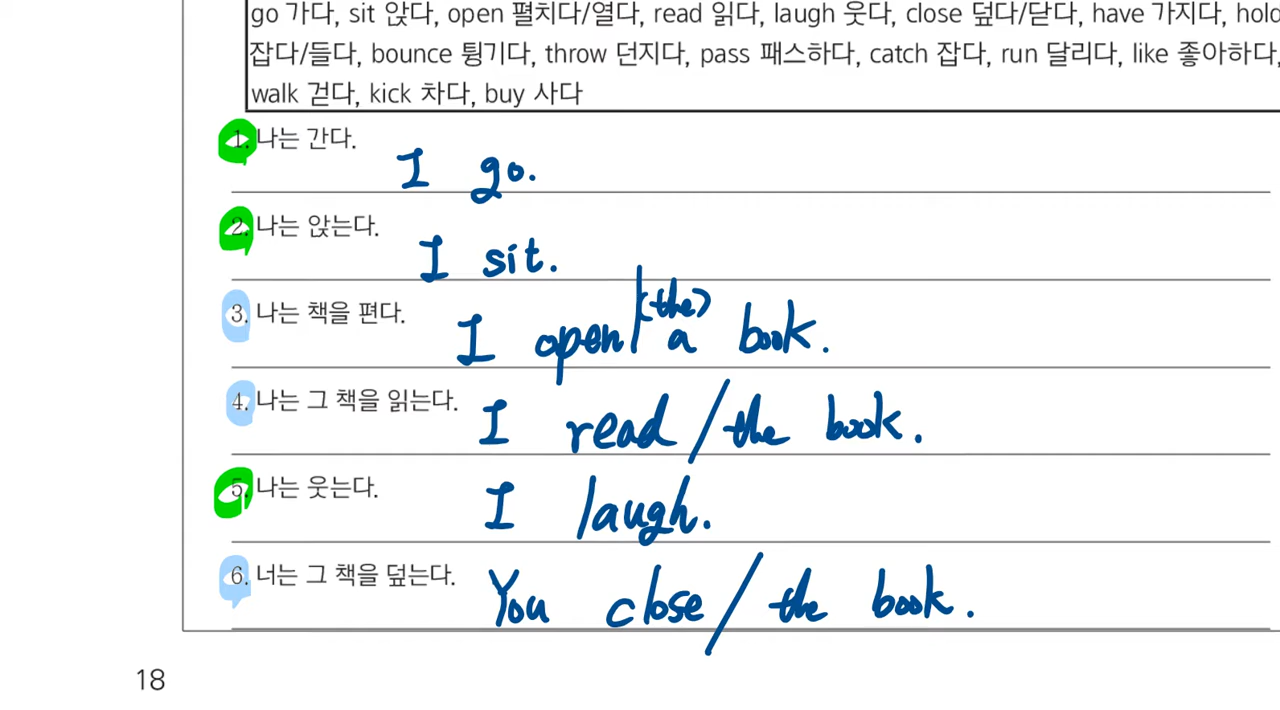 go 가다, sit 앉다, open 펼치다/열다, read 읽다, laugh 웃다, close 덮다/닫다, have 가지다, hold
잡다/들다, bounce 튕기다, throw 던지다, pass 패스하다, catch 잡다, run 달리다, like 좋아하다,
walk 걷다, kick 차다, buy 사다
1. 나는 간다.
I go.
2. 나는 앉는다.
I sit.
3. 나는 책을 편다.
(the)
I open / a book.
4. 나는 그 책을 읽는다.
I read / the book.
5. 나는 웃는다.
I laugh.
6. 너는 그 책을 덮는다.
You close / the book.
18